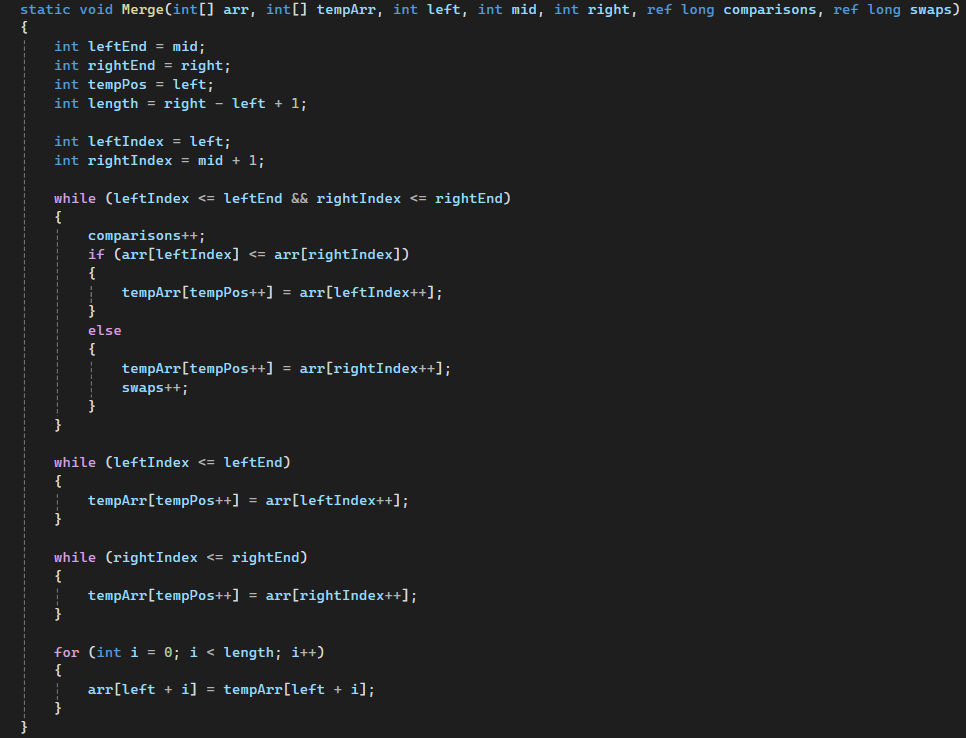 static void Merge(int[] arr, int[] tempArr, int left, int mid, int right, ref long comparisons, ref long swaps)
{
    int leftEnd = mid;
    int rightEnd = right;
    int tempPos = left;
    int length = right - left + 1;

    int leftIndex = left;
    int rightIndex = mid + 1;

    while (leftIndex <= leftEnd && rightIndex <= rightEnd)
    {
        comparisons++;
        if (arr[leftIndex] <= arr[rightIndex])
        {
            tempArr[tempPos++] = arr[leftIndex++];
        }
        else
        {
            tempArr[tempPos++] = arr[rightIndex++];
            swaps++;
        }
    }

    while (leftIndex <= leftEnd)
    {
        tempArr[tempPos++] = arr[leftIndex++];
    }

    while (rightIndex <= rightEnd)
    {
        tempArr[tempPos++] = arr[rightIndex++];
    }

    for (int i = 0; i < length; i++)
    {
        arr[left + i] = tempArr[left + i];
    }
}